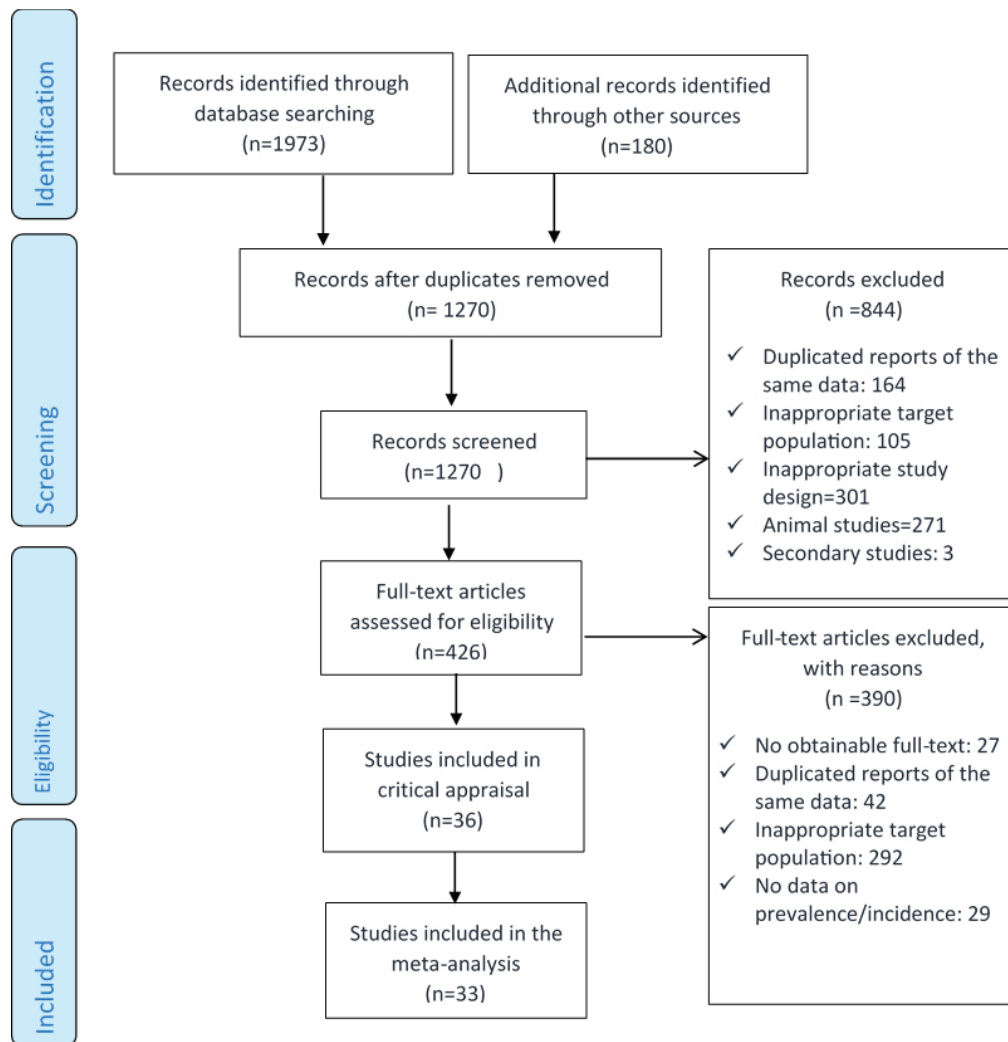 Identification
Records identified through
database searching
(n=1973)
Additional records identified
through other sources
(n=180)
Screening
Records after duplicates removed
(n= 1270)
Records screened
(n=1270   )
Records excluded
(n =844)
✓ Duplicated reports of the
same data: 164
✓ Inappropriate target
population: 105
✓ Inappropriate study
design=301
✓ Animal studies=271
✓ Secondary studies: 3
Eligibility
Full-text articles
assessed for eligibility
(n=426)
Full-text articles excluded,
with reasons
(n =390)
✓ No obtainable full-text: 27
✓ Duplicated reports of the
same data: 42
✓ Inappropriate target
population: 292
✓ No data on
prevalence/incidence: 29
Studies included in
critical appraisal
(n=36)
Included
Studies included in the
meta-analysis
(n=33)